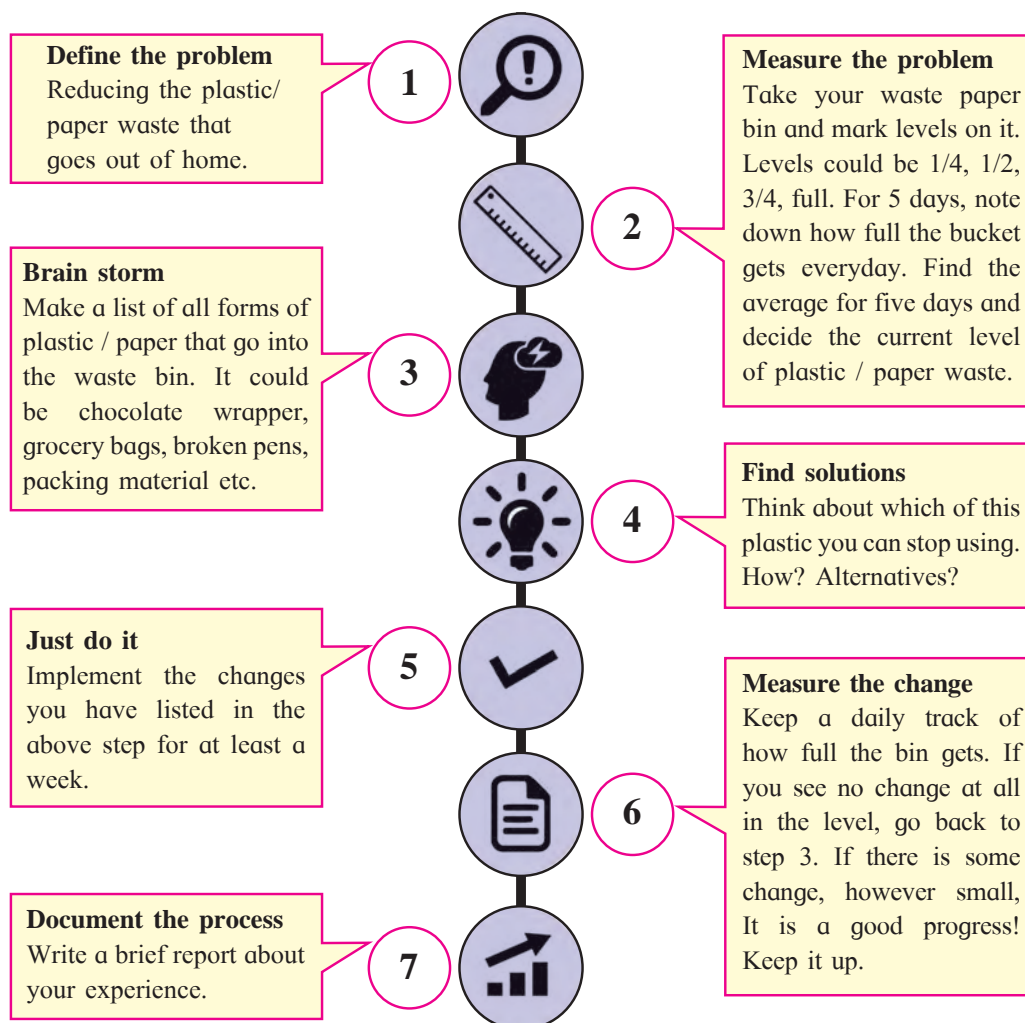 1
Define the problem
Reducing the plastic/
paper waste that
goes out of home.
2
Measure the problem
Take your waste paper
bin and mark levels on it.
Levels could be 1/4, 1/2,
3/4, full. For 5 days, note
down how full the bucket
gets everyday. Find the
average for five days and
decide the current level
of plastic / paper waste.
3
Brain storm
Make a list of all forms of
plastic / paper that go into
the waste bin. It could
be chocolate wrapper,
grocery bags, broken pens,
packing material etc.
4
Find solutions
Think about which of this
plastic you can stop using.
How? Alternatives?
5
Just do it
Implement the changes
you have listed in the
above step for at least a
week.
6
Measure the change
Keep a daily track of
how full the bin gets. If
you see no change at all
in the level, go back to
step 3. If there is some
change, however small,
It is a good progress!
Keep it up.
7
Document the process
Write a brief report about
your experience.